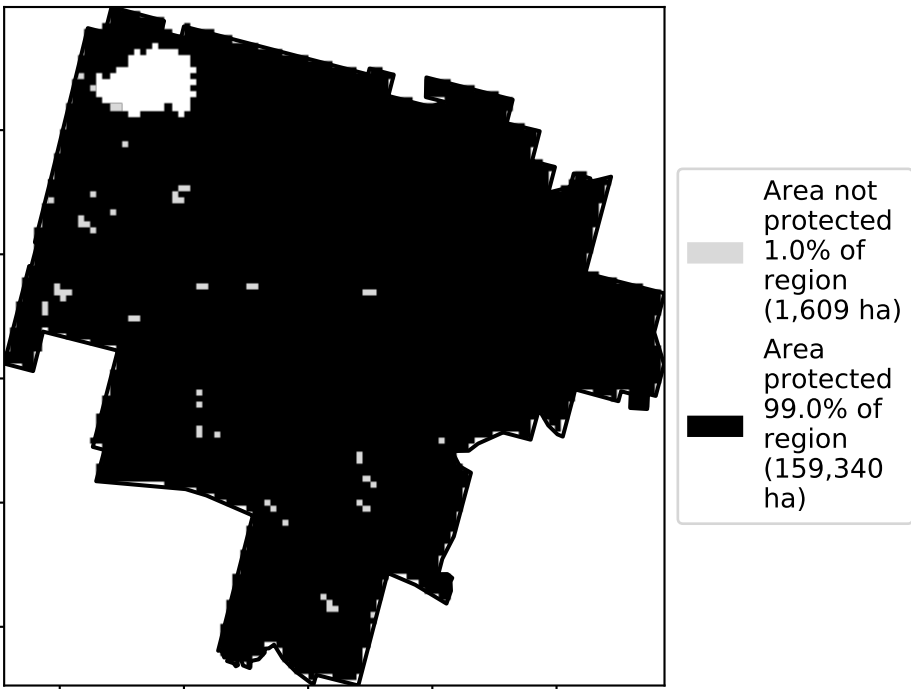 Area not
protected
1.0% of
region
(1,609 ha)
Area
protected
99.0% of
region
(159,340
ha)